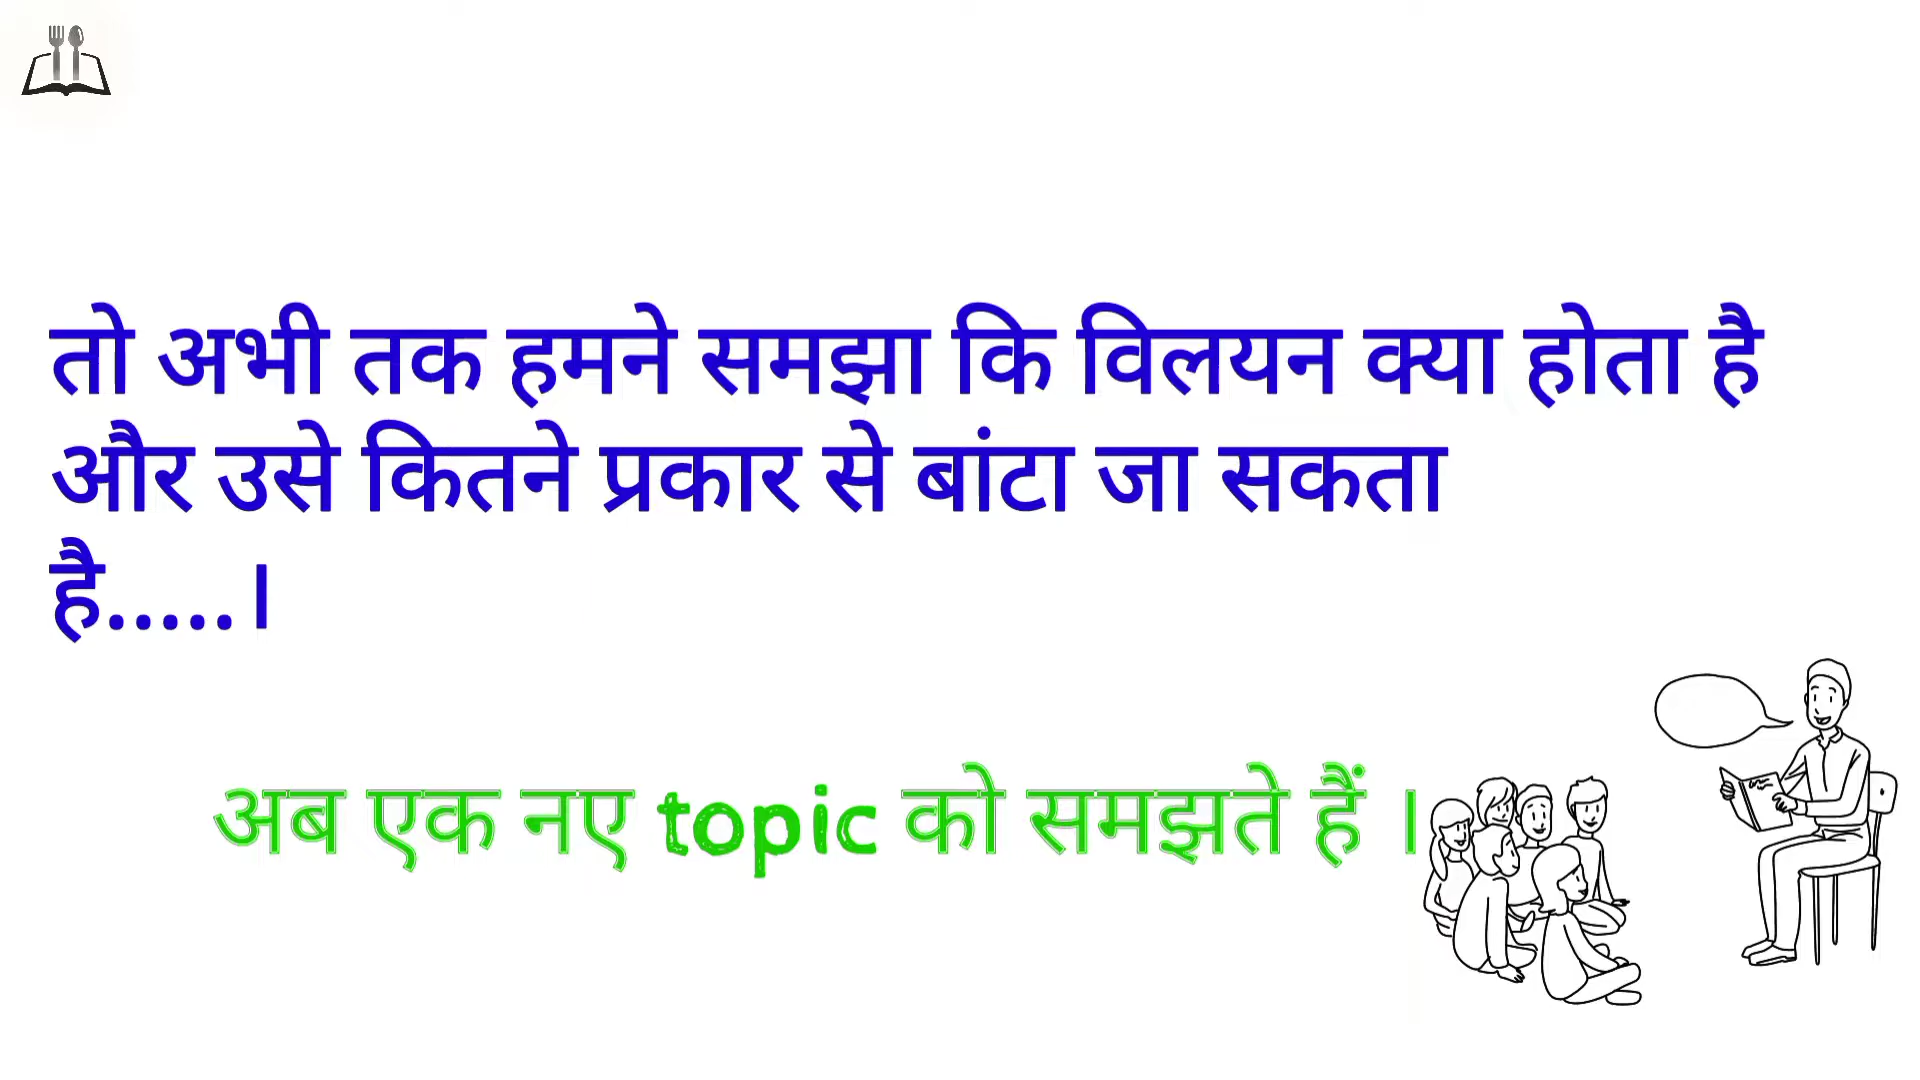 तो अभी तक हमने समझा कि विलयन क्या होता है
और उसे कितने प्रकार से बांटा जा सकता
है.....।
अब एक नए topic को समझते हैं ।